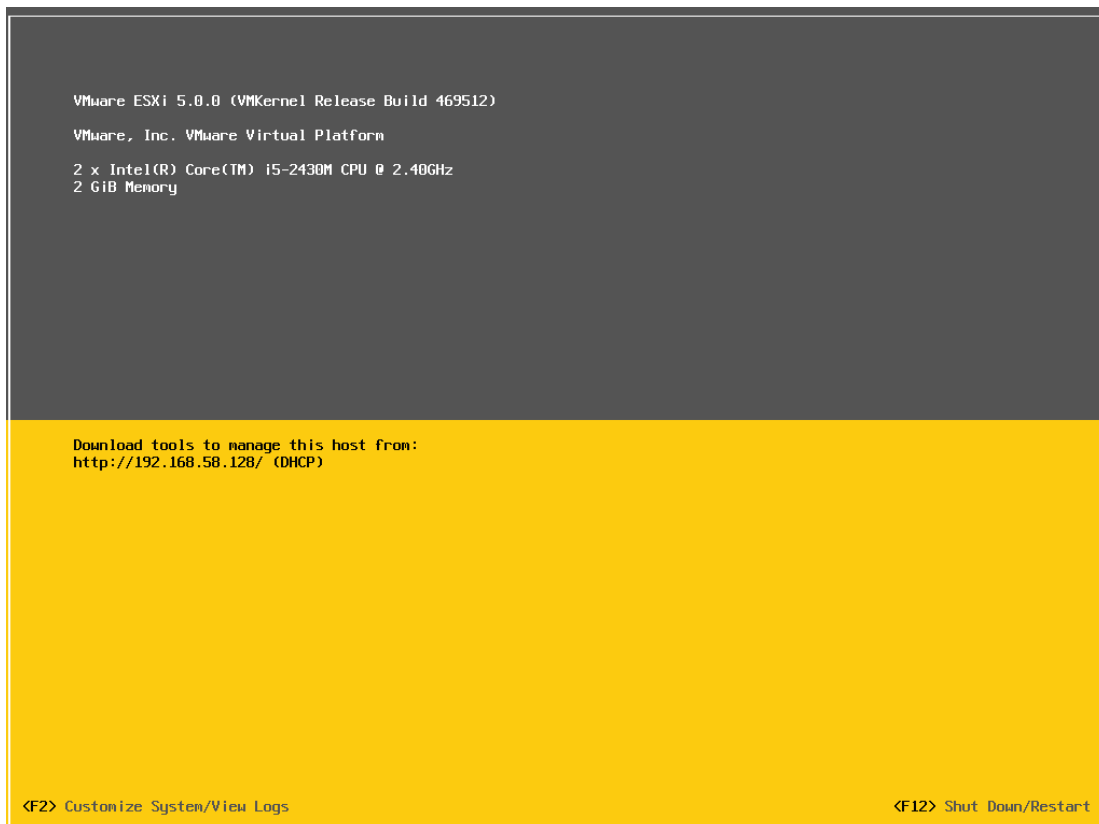 VMware ESXi 5.0.0 (VMKernel Release Build 469512)
VMware, Inc. VMware Virtual Platform
2 x Intel(R) Core(TM) i5-2430M CPU @ 2.40GHz
2 GiB Memory
Download tools to manage this host from:
http://192.168.58.128/ (DHCP)
<F2> Customize System/View Logs
<F12> Shut Down/Restart